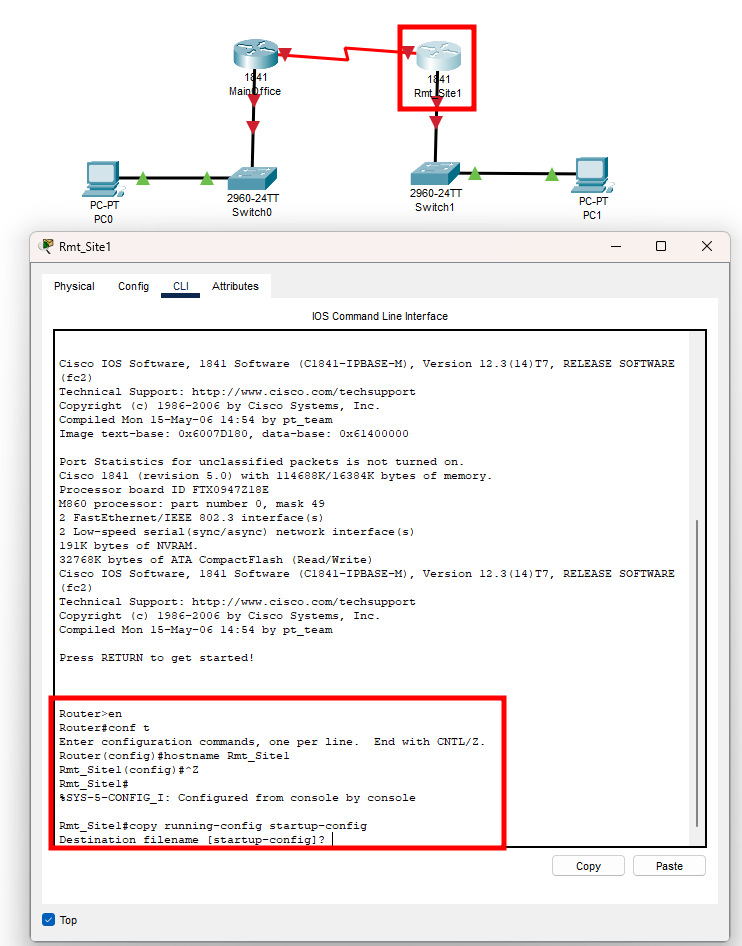 1841
MainOffice
1841
Rmt_Site1
PC-PT
PC0
2960-24TT
Switch0
2960-24TT
Switch1
PC-PT
PC1
Rmt_Site1
Physical Config CLI Attributes
IOS Command Line Interface
Cisco IOS Software, 1841 Software (C1841-IPBASE-M), Version 12.3(14)T7, RELEASE SOFTWARE
(fc2)
Technical Support: http://www.cisco.com/techsupport
Copyright (c) 1986-2006 by Cisco Systems, Inc.
Compiled Mon 15-May-06 14:54 by pt_team
Image text-base: 0x6007D180, data-base: 0x61400000
Port Statistics for unclassified packets is not turned on.
Cisco 1841 (revision 5.0) with 114688K/16384K bytes of memory.
Processor board ID FTX0947Z18E
M860 processor: part number 0, mask 49
2 FastEthernet/IEEE 802.3 interface(s)
2 Low-speed serial(sync/async) network interface(s)
191K bytes of NVRAM.
32768K bytes of ATA CompactFlash (Read/Write)
Cisco IOS Software, 1841 Software (C1841-IPBASE-M), Version 12.3(14)T7, RELEASE SOFTWARE
(fc2)
Technical Support: http://www.cisco.com/techsupport
Copyright (c) 1986-2006 by Cisco Systems, Inc.
Compiled Mon 15-May-06 14:54 by pt_team
Press RETURN to get started!
Router>en
Router#conf t
Enter configuration commands, one per line.  End with CNTL/Z.
Router(config)#hostname Rmt_Site1
Rmt_Site1(config)#^Z
Rmt_Site1#
%SYS-5-CONFIG_I: Configured from console by console
Rmt_Site1#copy running-config startup-config
Destination filename [startup-config]?
Copy Paste
Top